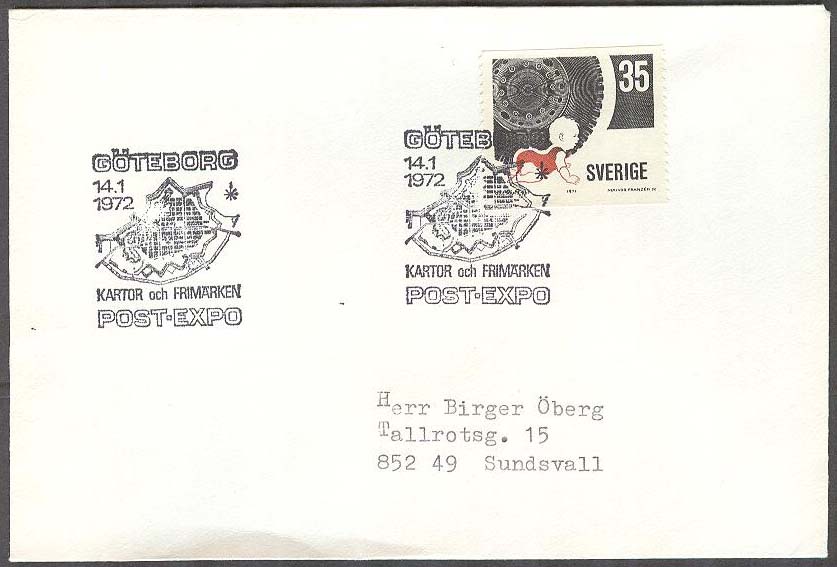 GÖTEBORG
14.1
1972
KARTOR och FRIMÄRKEN
POST-EXPO
GÖTEB
14.1
1972
KARTOR och FRIMÄRKEN
POST-EXPO
35
SVERIGE
1971
Herr Birger Öberg
Tallrotsg. 15
852 49 Sundsvall